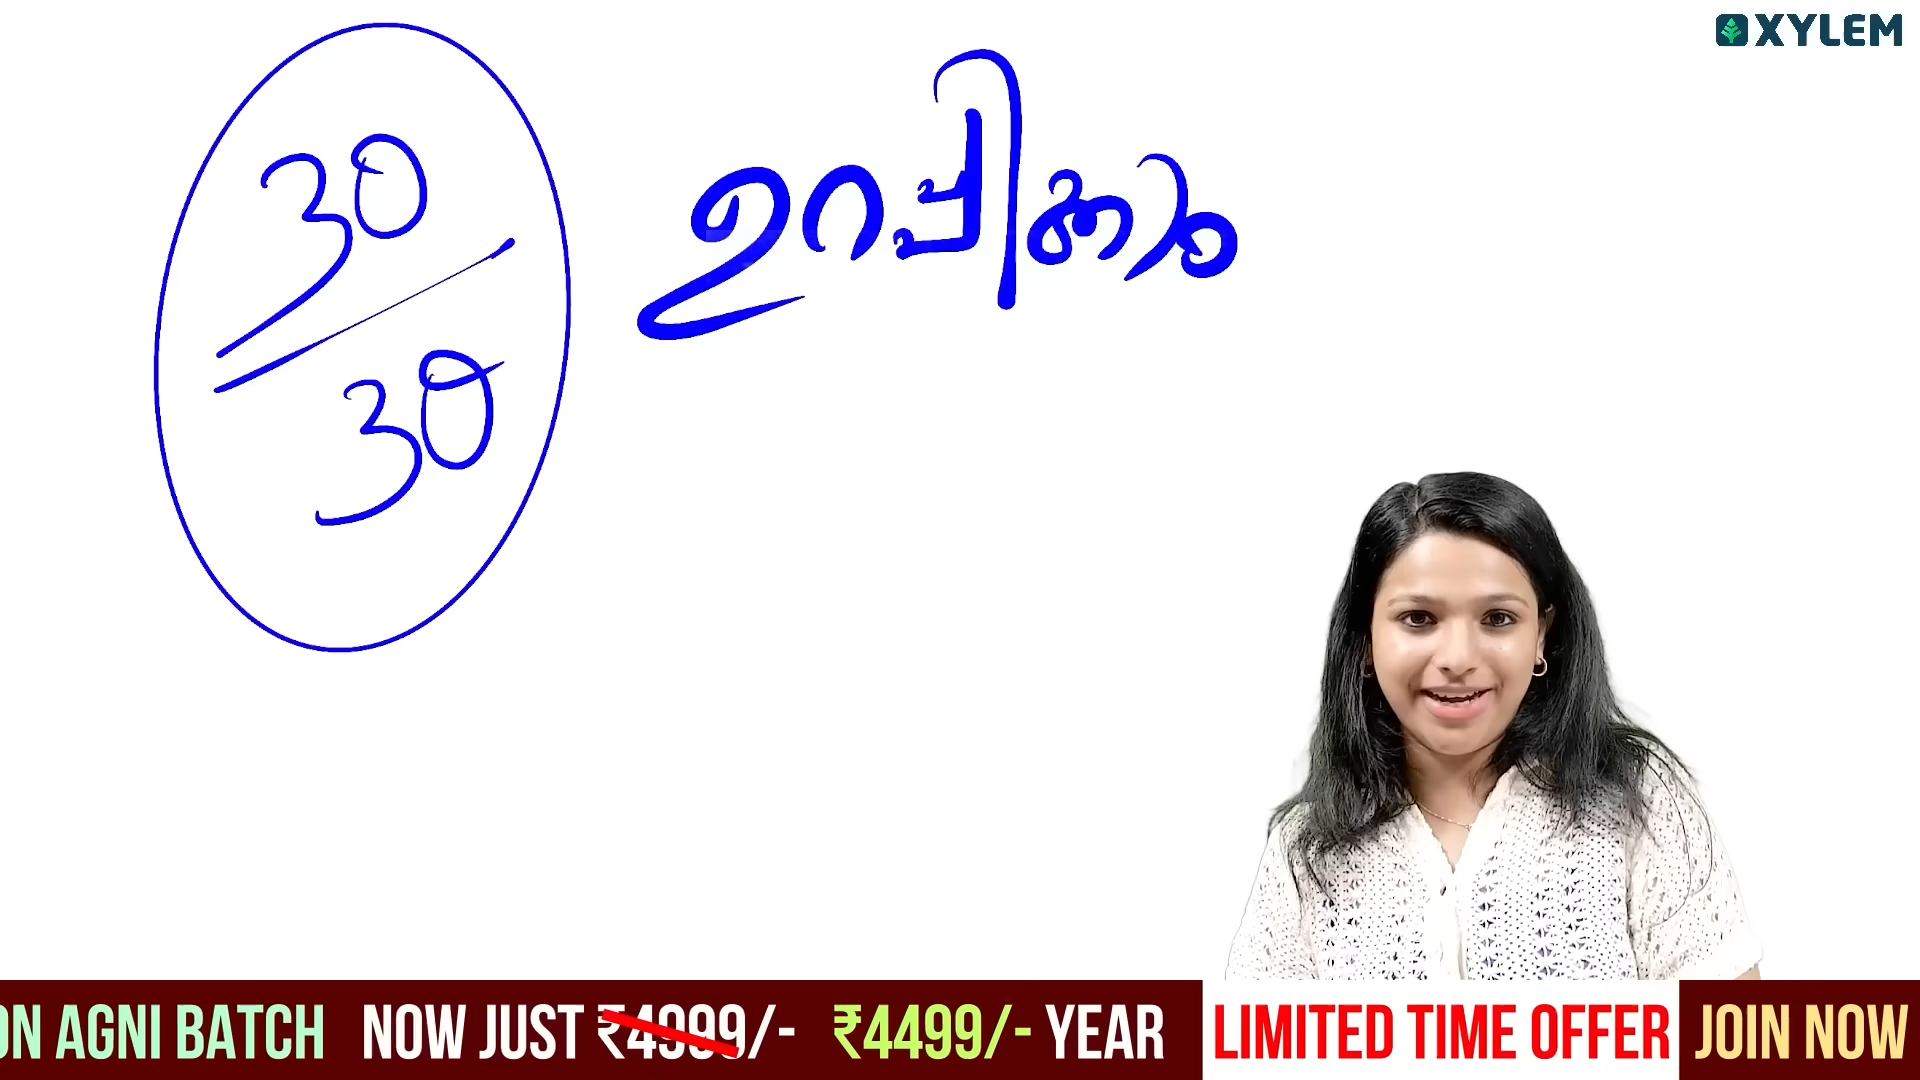 XYLEM
30
30
ഉറപ്പിക്കാം
ON AGNI BATCH NOW JUST ₹4999/- ₹4499/- YEAR LIMITED TIME OFFER JOIN NOW